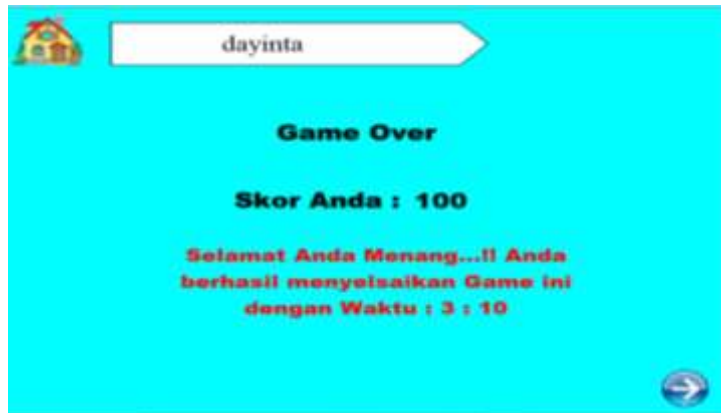 dayinta
Game Over
Skor Anda : 100
Selamat Anda Menang...!! Anda
berhasil menyelsaikan Game ini
dengan Waktu : 3 : 10